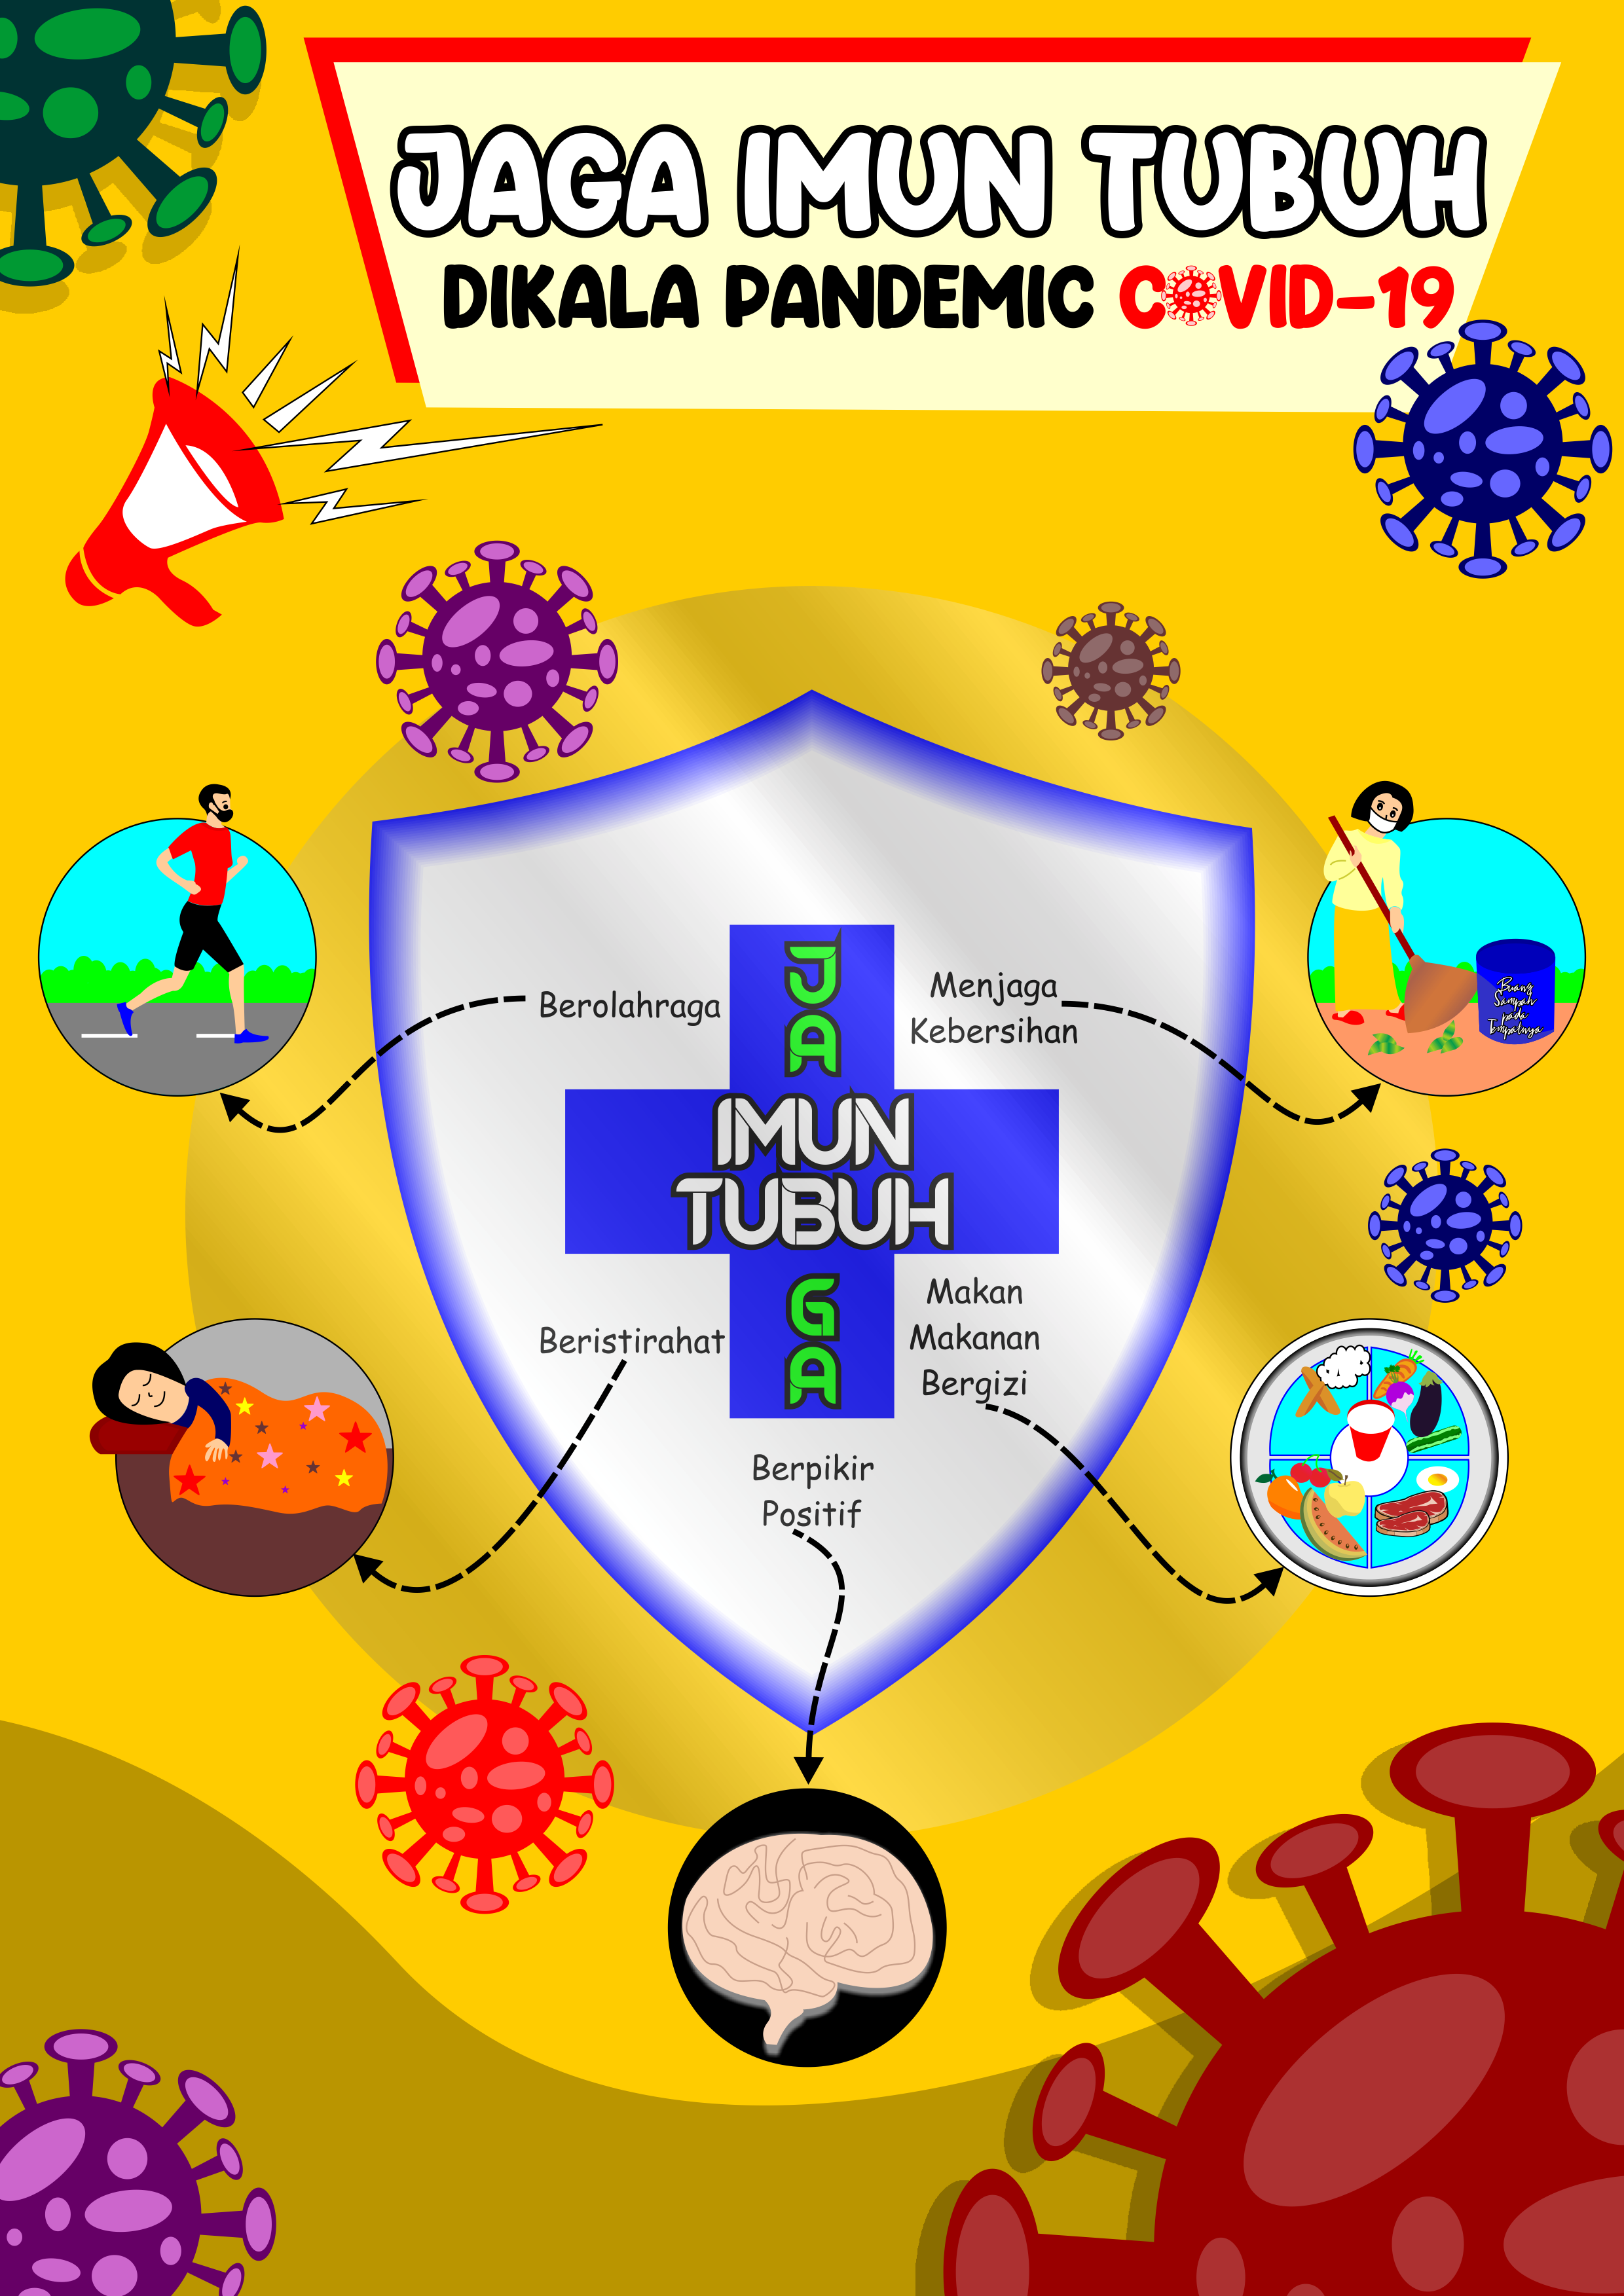 JAGA IMUN TUBUH
DIKALA PANDEMIC COVID-19
Berolahraga
Menjaga
Kebersihan
Buang
Sampah
pada
Tempatnya
JA
IMUN
TUBUH
GA
Beristirahat
Makan
Makanan
Bergizi
Berpikir
Positif